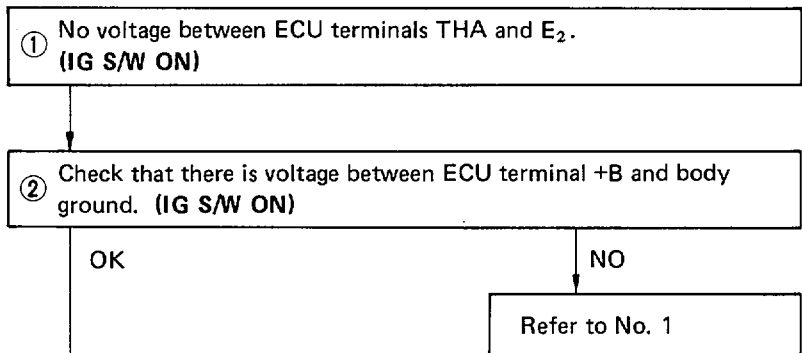 ① No voltage between ECU terminals THA and E₂.
(IG S/W ON)
② Check that there is voltage between ECU terminal +B and body
ground. (IG S/W ON)
OK
NO
Refer to No. 1